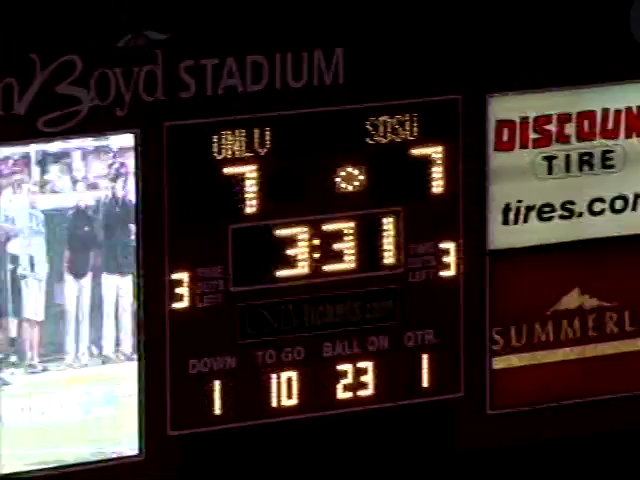 Boyd STADIUM
UNLV SDSU
7 7
3:31
3 TIME OUTS LEFT
TIME OUTS LEFT 3
DOWN TO GO BALL ON QTR.
1 10 23 1
DISCOUN
TIRE
tires.co
SUMMERL